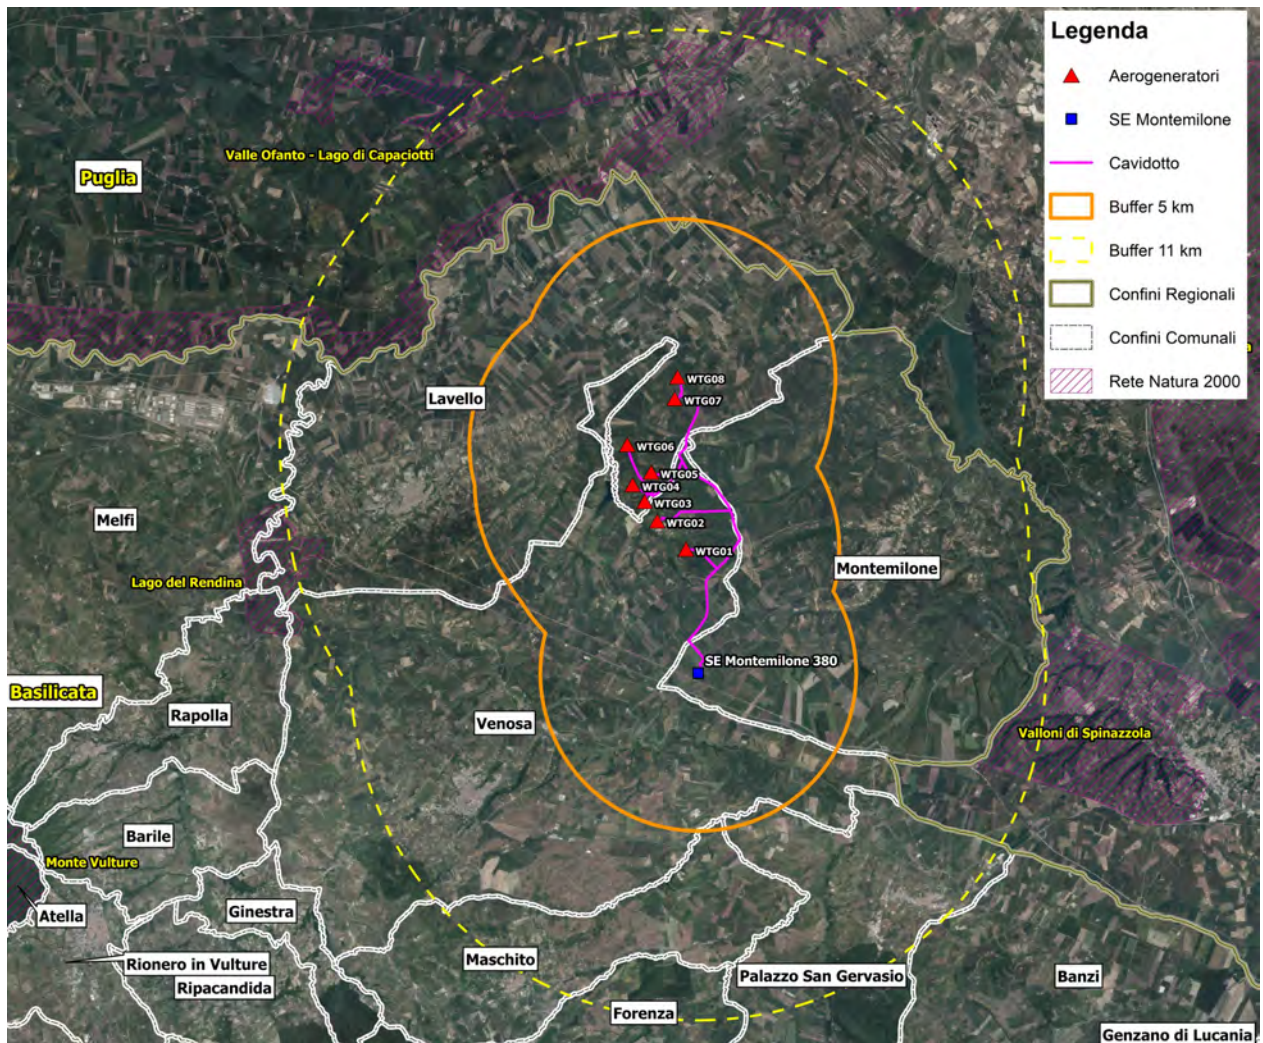 Legenda
Aerogeneratori
SE Montemilone
Cavidotto
Buffer 5 km
Buffer 11 km
Confini Regionali
Confini Comunali
Rete Natura 2000
Valle Ofanto - Lago di Capaciotti
Puglia
WTG08
Lavello
WTG07
WTG06
WTG05
WTG04
WTG03
Melfi
WTG02
WTG01
Montemilone
Lago del Rendina
SE Montemilone 380
Basilicata
Rapolla
Venosa
Valloni di Spinazzola
Barile
Monte Vulture
Atella
Ginestra
Maschito
Rionero in Vulture
Palazzo San Gervasio
Banzi
Ripacandida
Forenza
Genzano di Lucania